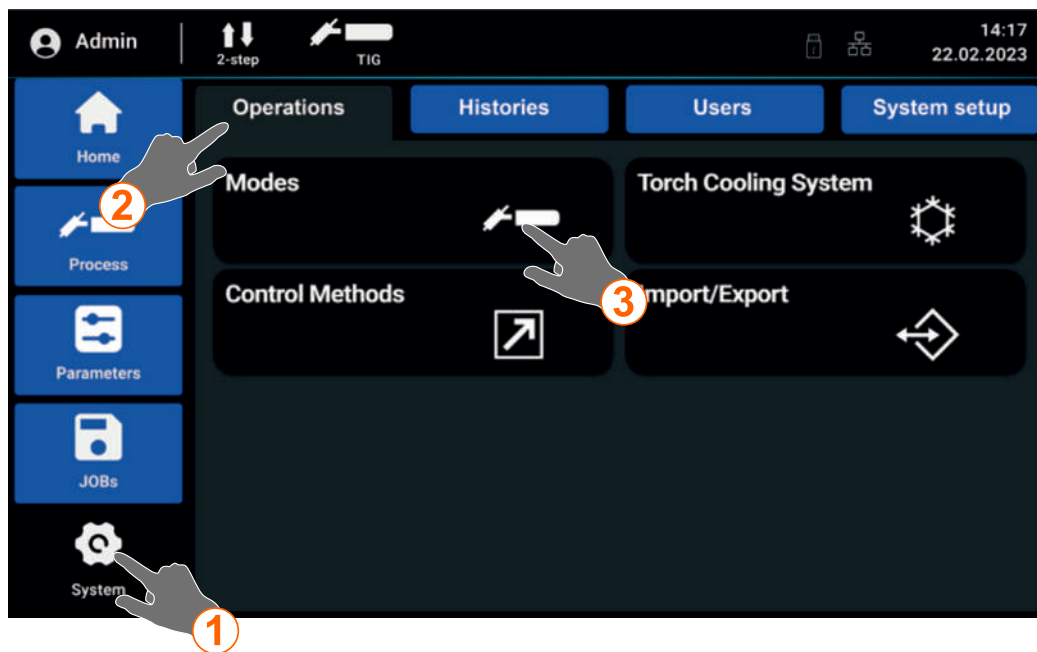 Admin
2-step
TIG
14:17
22.02.2023
Home
Process
Parameters
JOBs
System
Operations
Histories
Users
System setup
Modes
Torch Cooling System
Control Methods
Import/Export
1
2
3